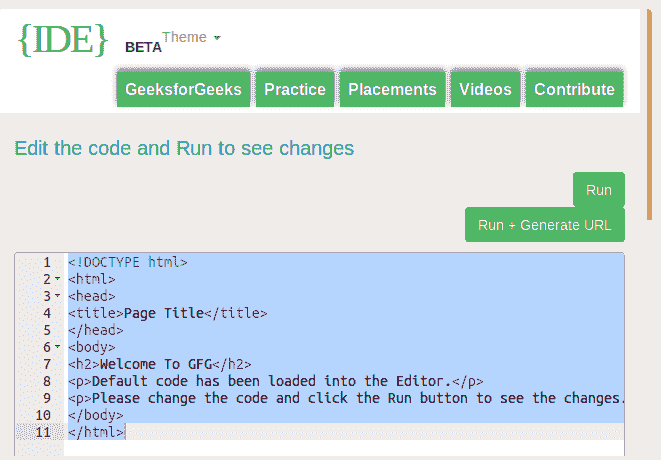 {IDE} BETA Theme
GeeksforGeeks Practice Placements Videos Contribute
Edit the code and Run to see changes
Run
Run + Generate URL
1 <!DOCTYPE html>
2 <html>
3 <head>
4 <title>Page Title</title>
5 </head>
6 <body>
7 <h2>Welcome To GFG</h2>
8 <p>Default code has been loaded into the Editor.</p>
9 <p>Please change the code and click the Run button to see the changes.
10 </body>
11 </html>